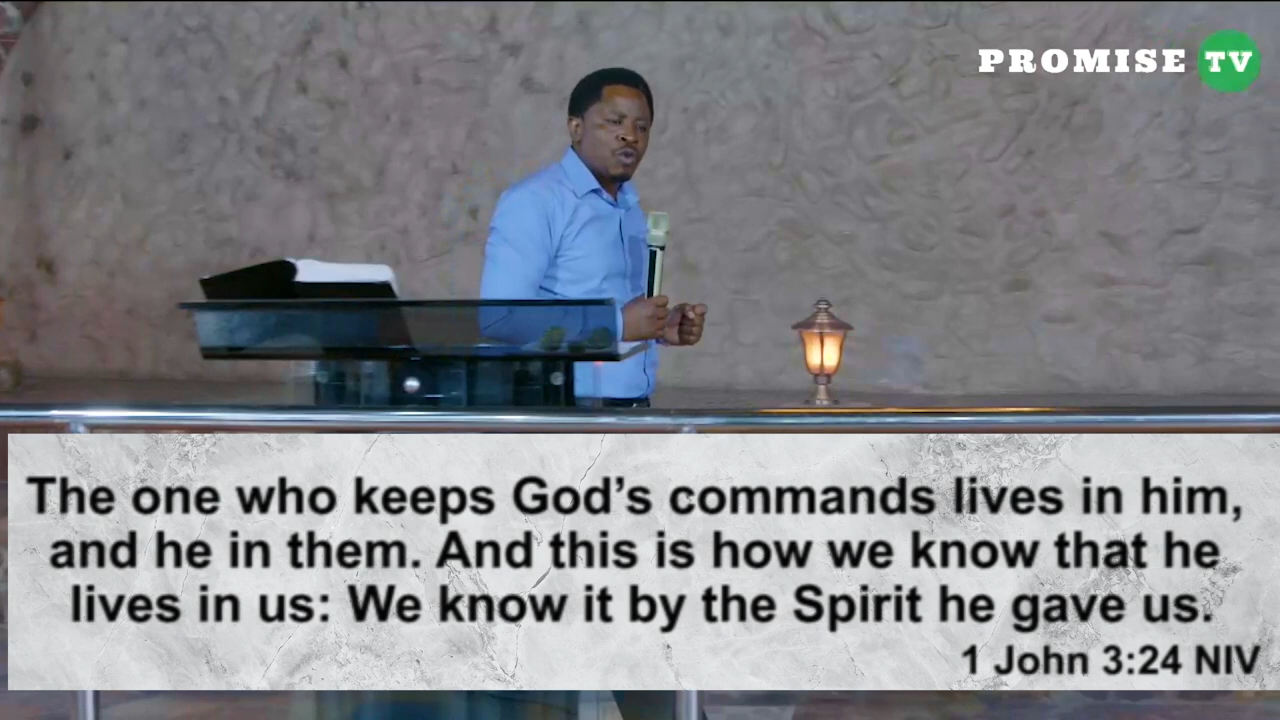 PROMISE TV
The one who keeps God’s commands lives in him,
and he in them. And this is how we know that he
lives in us: We know it by the Spirit he gave us.
1 John 3:24 NIV